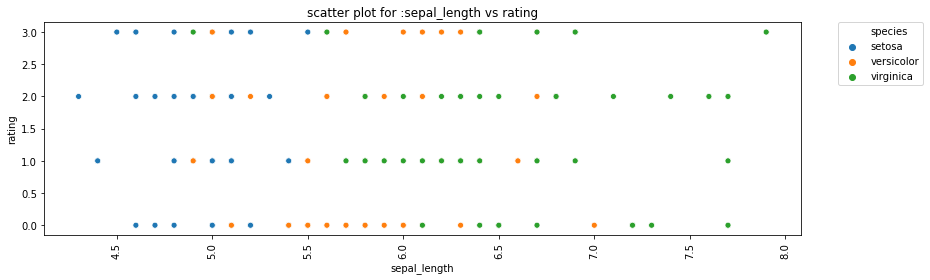 scatter plot for :sepal_length vs rating
3.0
2.5
2.0
1.5
1.0
0.5
0.0
rating
4.5
5.0
5.5
6.0
6.5
7.0
7.5
8.0
sepal_length
species
setosa
versicolor
virginica